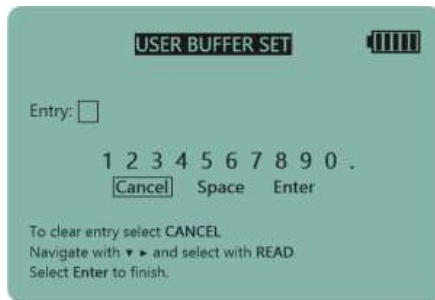 USER BUFFER SET
Entry:
1 2 3 4 5 6 7 8 9 0 .
Cancel Space Enter
To clear entry select CANCEL
Navigate with ▼ ► and select with READ
Select Enter to finish.